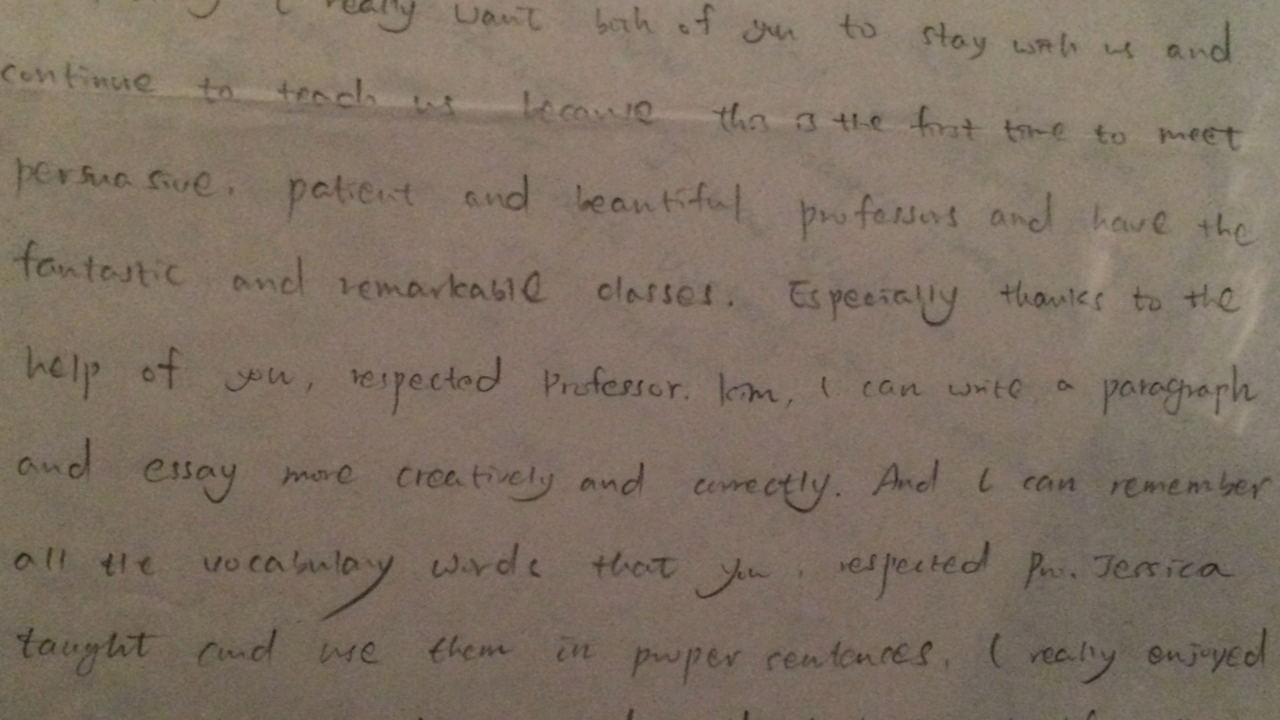 I really want both of you to stay with us and
continue to teach us because this is the first time to meet
persuasive, patient and beautiful professors and have the
fantastic and remarkable classes. Especially thanks to the
help of you, respected Professor. Kim, I can write a paragraph
and essay more creatively and correctly. And I can remember
all the vocabulary words that you, respected Pro. Jessica
taught and use them in proper sentences. I really enjoyed